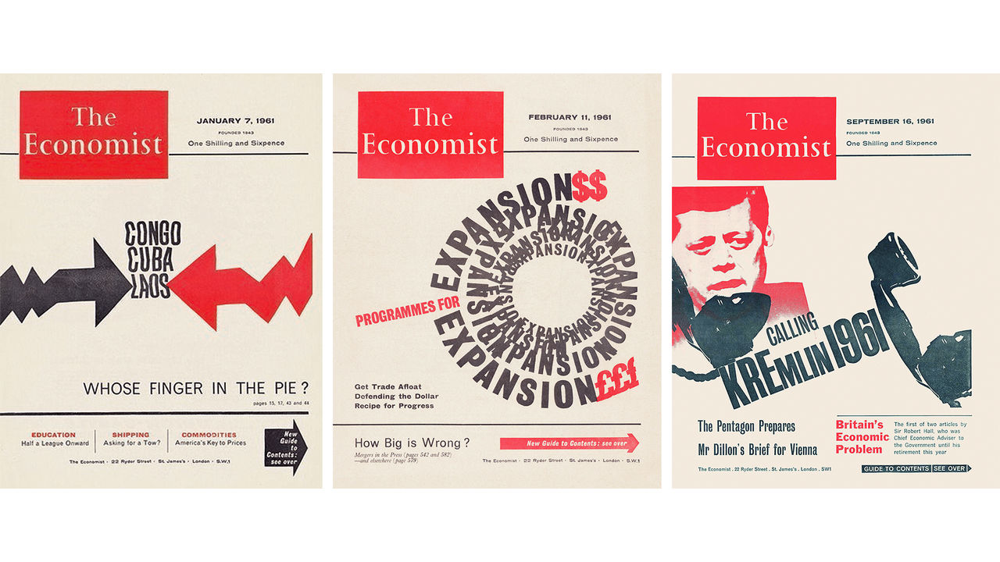 The
Economist
JANUARY 7, 1961
FOUNDED 1843
One Shilling and Sixpence
CONGO
CUBA
LAOS
WHOSE FINGER IN THE PIE?
pages 15, 17, 43 and 44
EDUCATION
Half a League Onward
SHIPPING
Asking for a Tow?
COMMODITIES
America's Key to Prices
New
Guide
to
Contents:
see over
The Economist · 22 Ryder Street · St. James's · London · S.W.1
The
Economist
FEBRUARY 11, 1961
FOUNDED 1843
One Shilling and Sixpence
PROGRAMMES FOR
EXPANSION$$
EXPANSION
EXPANSION
EXPANSION
EXPANSION
EXPANSION
EXPANSION
EXPANSION£££
Get Trade Afloat
Defending the Dollar
Recipe for Progress
How Big is Wrong?
Mergers in the Press (pages 542 and 582)
—and elsewhere (page 579)
New Guide to Contents: see over
The Economist · 22 Ryder Street · St. James's · London · S.W.1
The
Economist
SEPTEMBER 16, 1961
FOUNDED 1843
One Shilling and Sixpence
CALLING
KREMLIN 1961
The Pentagon Prepares
Mr Dillon's Brief for Vienna
Britain's
Economic
Problem
The first of two articles by
Sir Robert Hall, who was
Chief Economic Adviser to
the Government until his
retirement this year
The Economist . 22 Ryder Street . St. James's . London . SW1
GUIDE TO CONTENTS SEE OVER